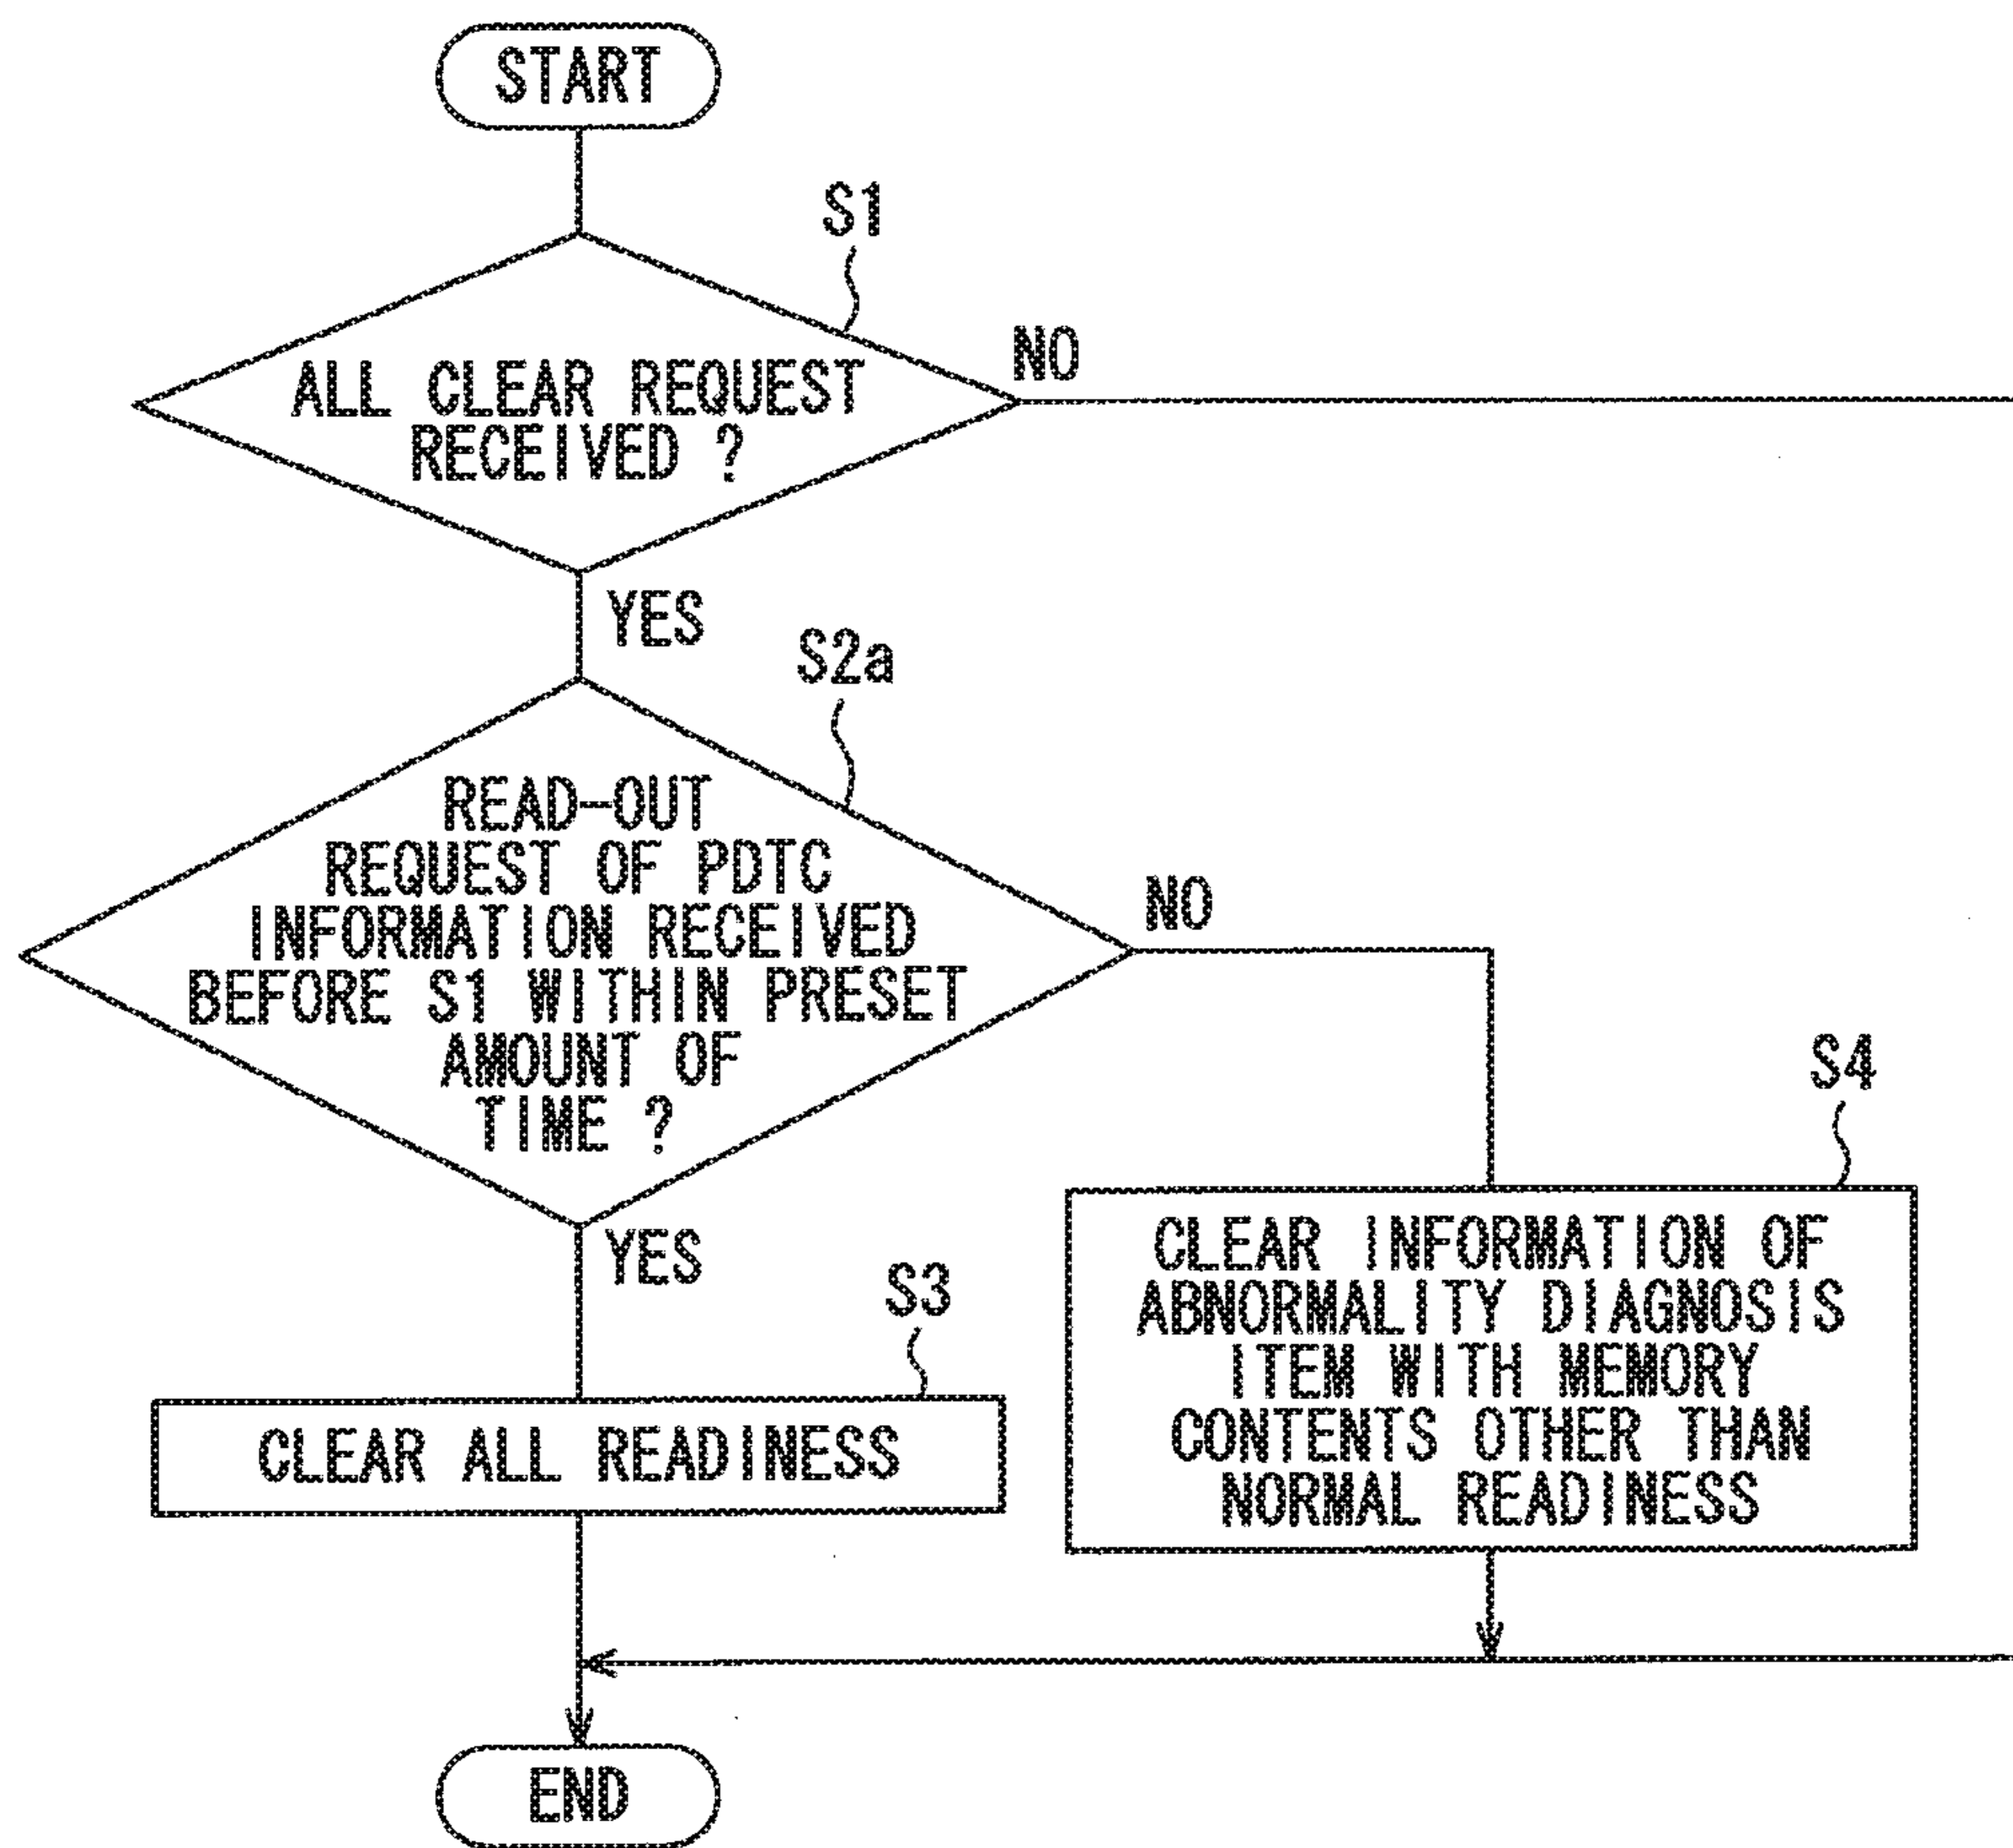 START
S1
ALL CLEAR REQUEST
RECEIVED ?
NO
YES
S2a
READ-OUT
REQUEST OF PDTC
INFORMATION RECEIVED
BEFORE S1 WITHIN PRESET
AMOUNT OF
TIME ?
NO
YES
S4
CLEAR INFORMATION OF
ABNORMALITY DIAGNOSIS
ITEM WITH MEMORY
CONTENTS OTHER THAN
NORMAL READINESS
S3
CLEAR ALL READINESS
END